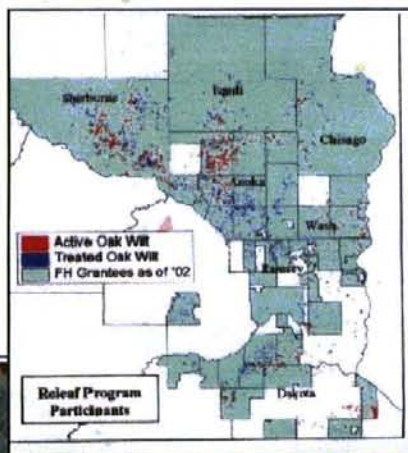 Sherburne
Isanti
Chisago
Anoka
Wash.
Active Oak Wilt
Treated Oak Wilt
FH Grantees as of '02
Ramsey
Releaf Program
Participants
Dakota